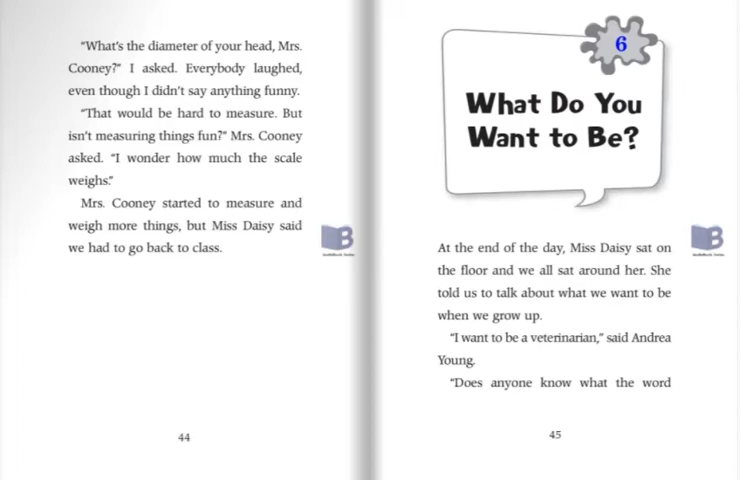 “What’s the diameter of your head, Mrs.
Cooney?” I asked. Everybody laughed,
even though I didn’t say anything funny.
“That would be hard to measure. But
isn’t measuring things fun?” Mrs. Cooney
asked. “I wonder how much the scale
weighs.”
Mrs. Cooney started to measure and
weigh more things, but Miss Daisy said
we had to go back to class.
44
6
What Do You
Want to Be?
At the end of the day, Miss Daisy sat on
the floor and we all sat around her. She
told us to talk about what we want to be
when we grow up.
“I want to be a veterinarian,” said Andrea
Young.
“Does anyone know what the word
45
B
B